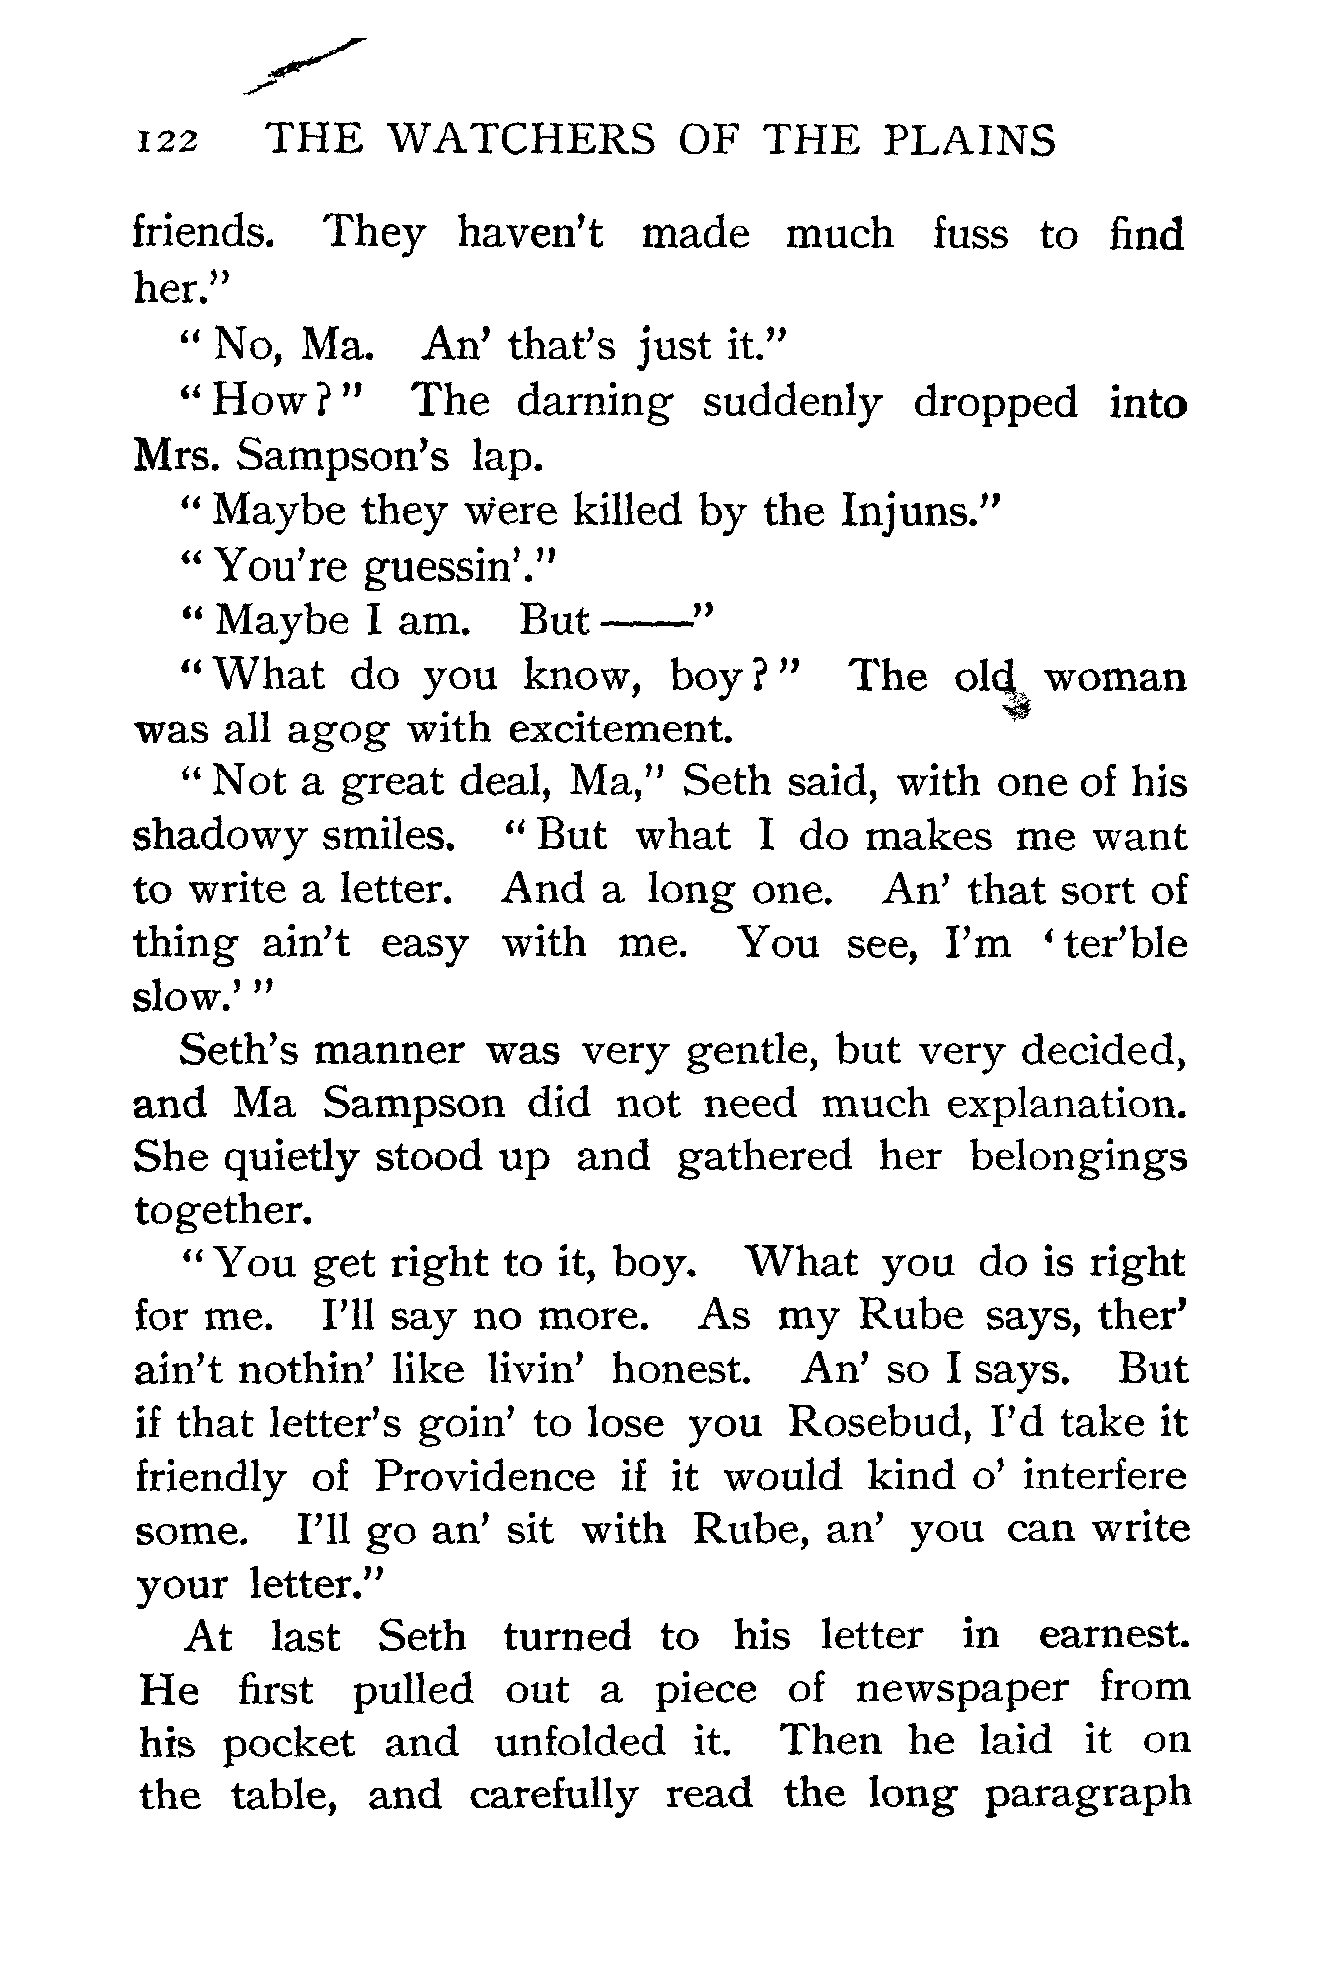 122 THE WATCHERS OF THE PLAINS
friends. They haven't made much fuss to find
her."
"No, Ma. An' that's just it."
"How?" The darning suddenly dropped into
Mrs. Sampson's lap.
"Maybe they were killed by the Injuns."
"You're guessin'."
"Maybe I am. But——"
"What do you know, boy?" The old woman
was all agog with excitement.
"Not a great deal, Ma," Seth said, with one of his
shadowy smiles. "But what I do makes me want
to write a letter. And a long one. An' that sort of
thing ain't easy with me. You see, I'm 'ter'ble
slow.'"
Seth's manner was very gentle, but very decided,
and Ma Sampson did not need much explanation.
She quietly stood up and gathered her belongings
together.
"You get right to it, boy. What you do is right
for me. I'll say no more. As my Rube says, ther'
ain't nothin' like livin' honest. An' so I says. But
if that letter's goin' to lose you Rosebud, I'd take it
friendly of Providence if it would kind o' interfere
some. I'll go an' sit with Rube, an' you can write
your letter."
At last Seth turned to his letter in earnest.
He first pulled out a piece of newspaper from
his pocket and unfolded it. Then he laid it on
the table, and carefully read the long paragraph